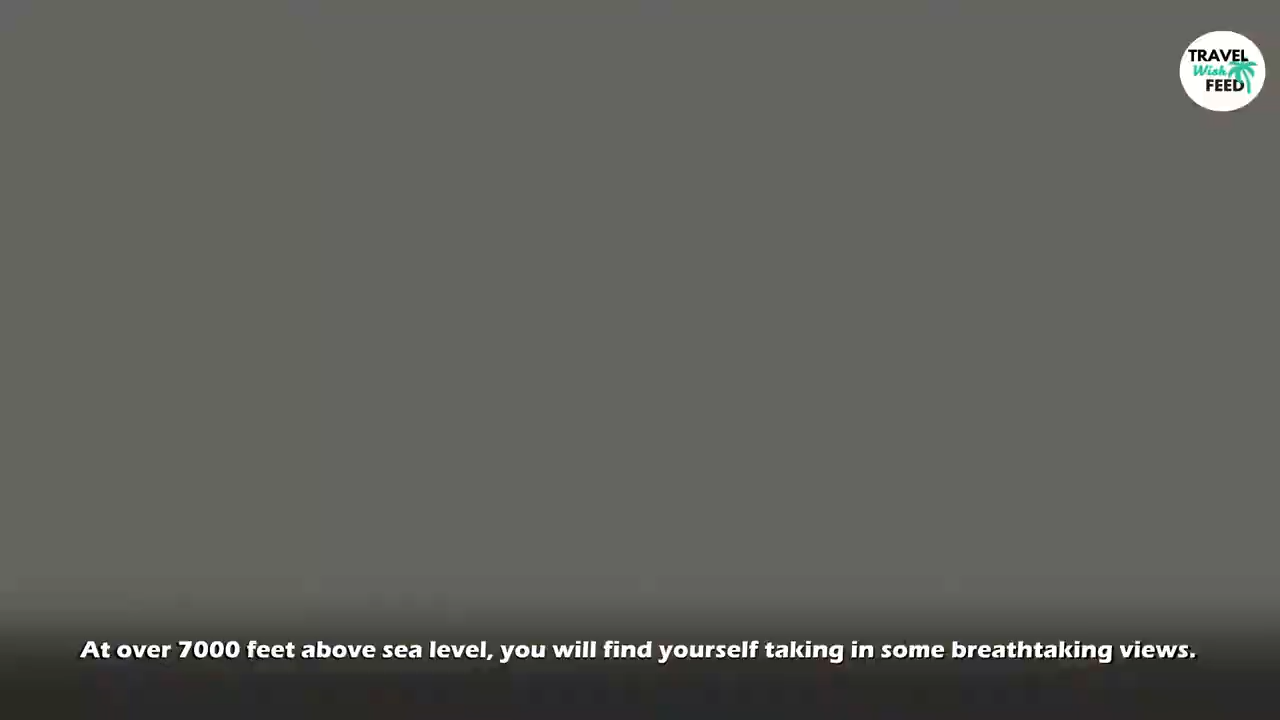 TRAVEL
Wish
FEED
At over 7000 feet above sea level, you will find yourself taking in some breathtaking views.